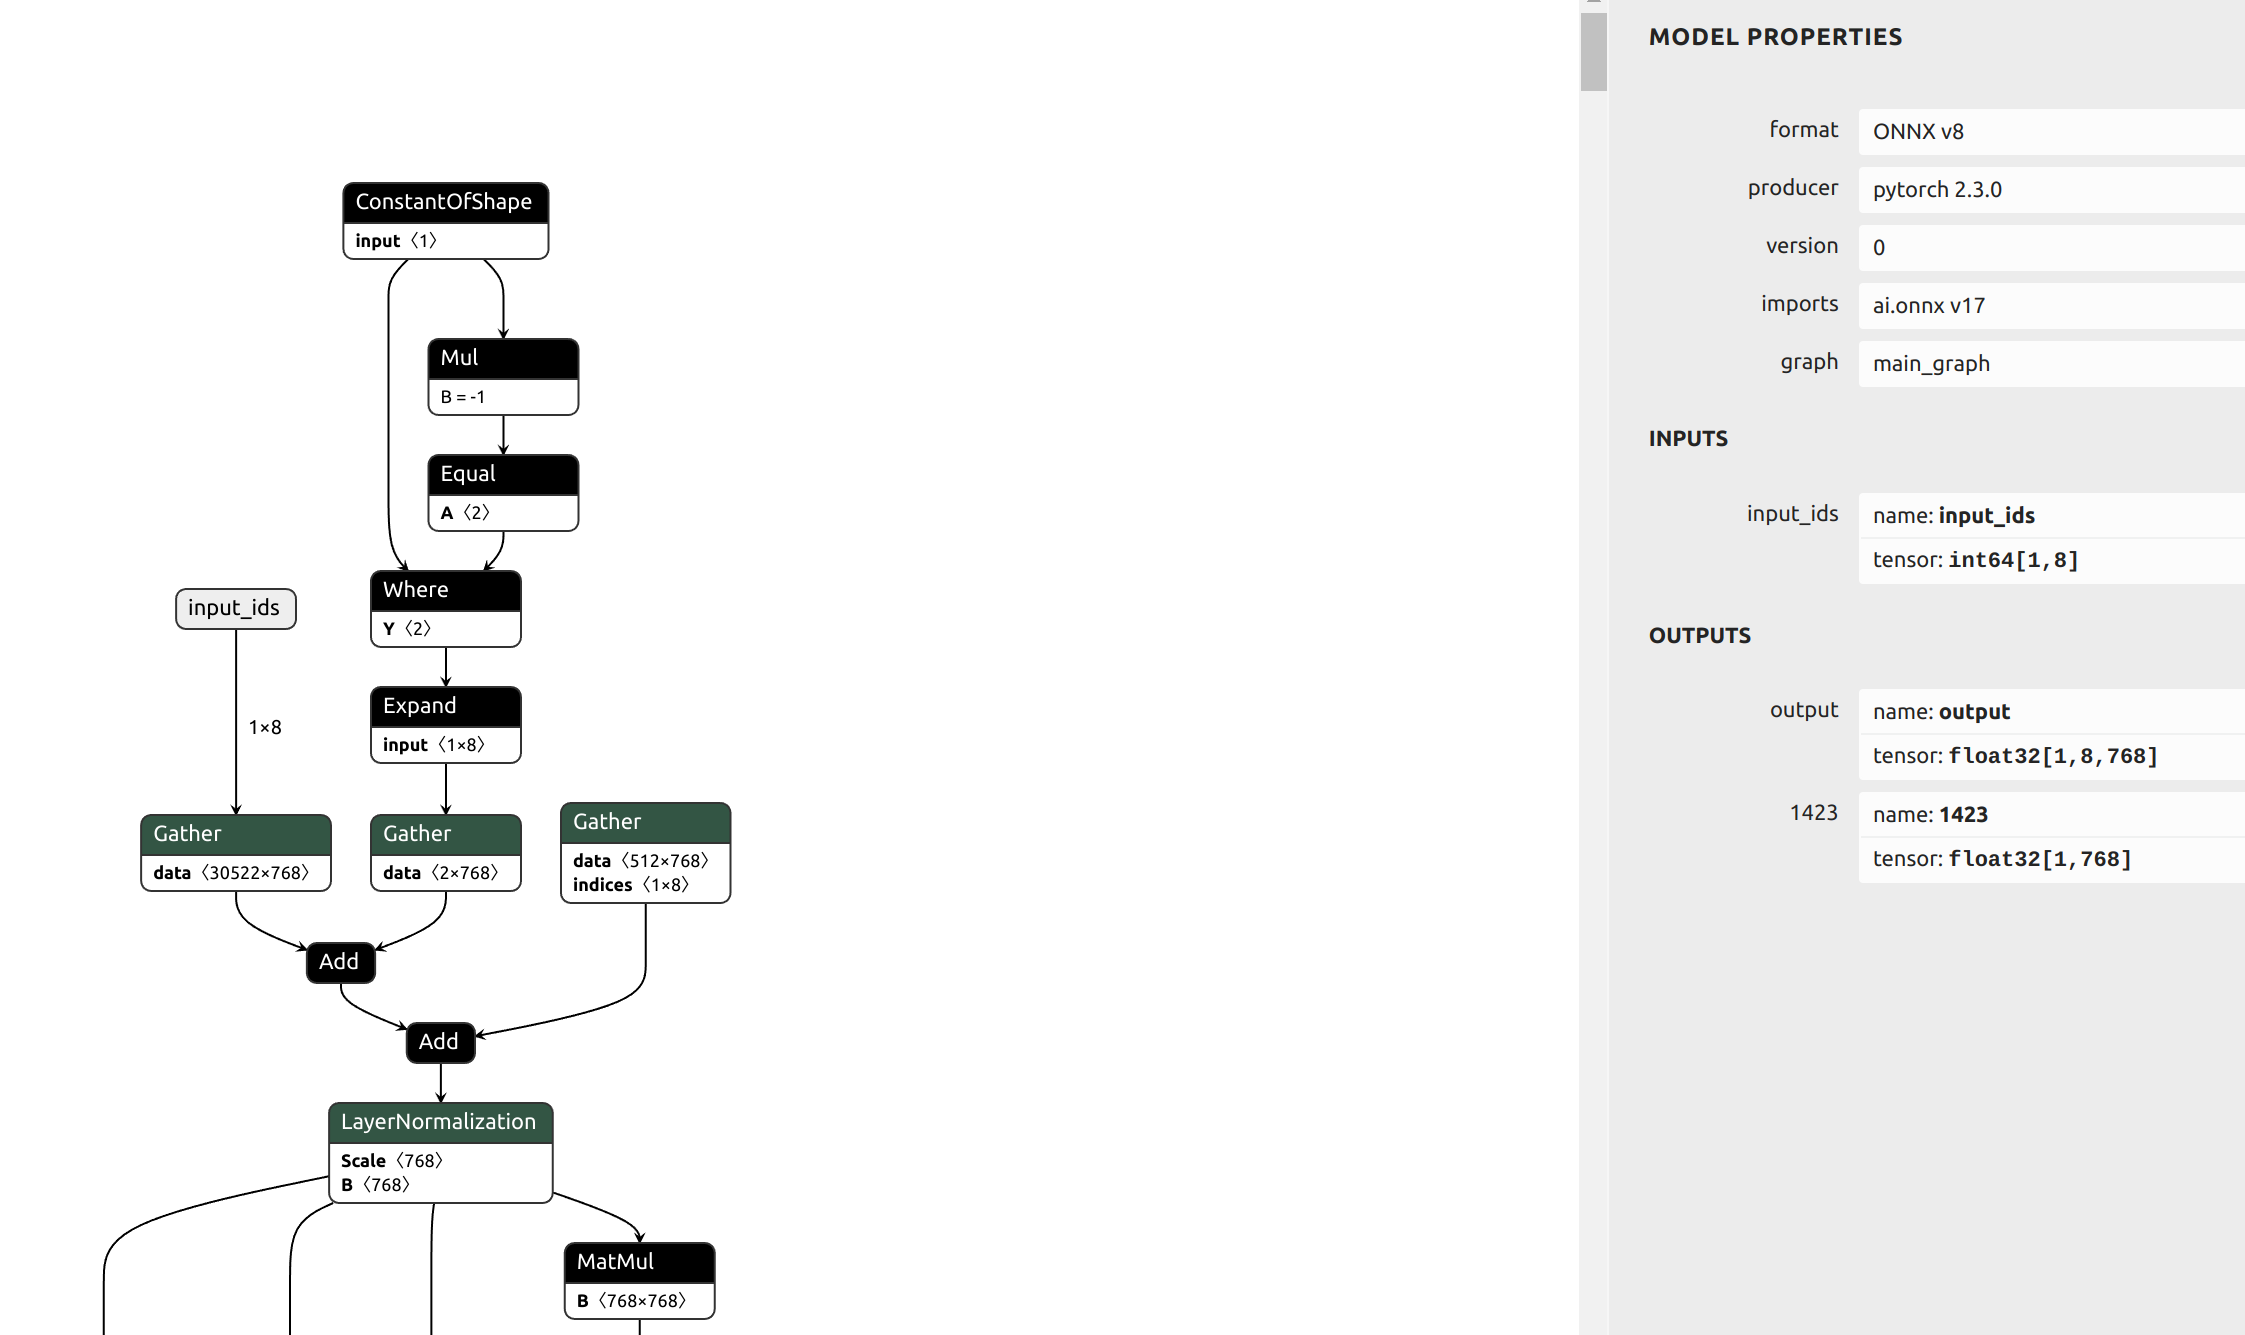 ConstantOfShape
input 〈1〉
Mul
B = -1
Equal
A 〈2〉
Where
Y 〈2〉
input_ids
Expand
input 〈1×8〉
1×8
Gather
data 〈30522×768〉
Gather
data 〈2×768〉
Gather
data 〈512×768〉
indices 〈1×8〉
Add
Add
LayerNormalization
Scale 〈768〉
B 〈768〉
MatMul
B 〈768×768〉
MODEL PROPERTIES
format ONNX v8
producer pytorch 2.3.0
version 0
imports ai.onnx v17
graph main_graph
INPUTS
input_ids name: input_ids
tensor: int64[1,8]
OUTPUTS
output name: output
tensor: float32[1,8,768]
1423 name: 1423
tensor: float32[1,768]